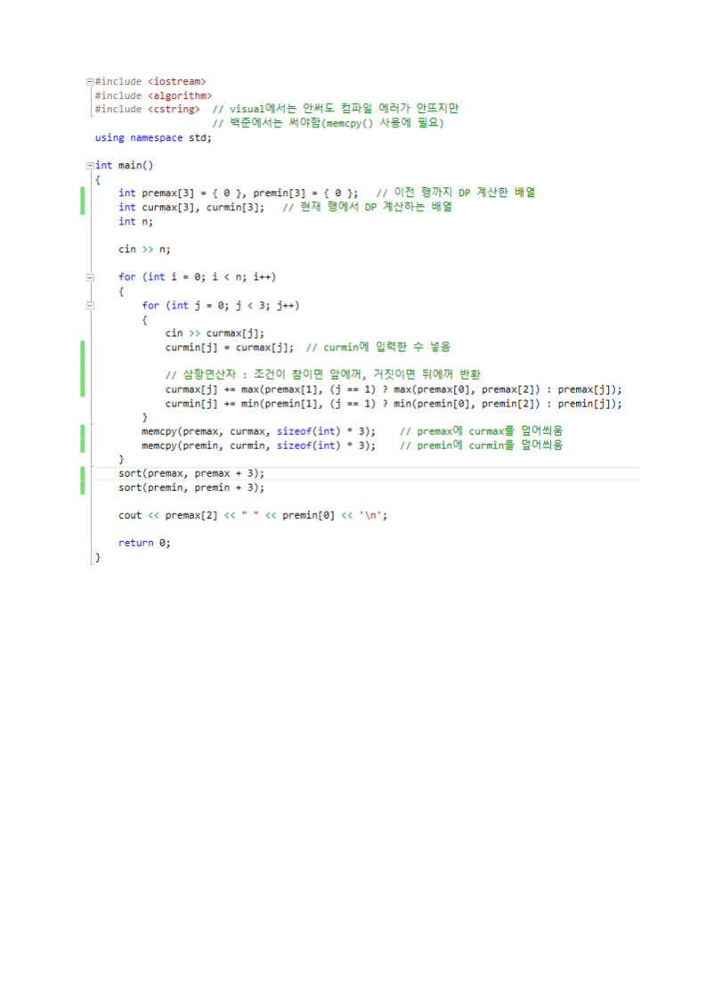 #include <iostream>
#include <algorithm>
#include <cstring>  // visual에서는 안써도 컴파일 에러가 안뜨지만
                    // 백준에서는 써야함(memcpy() 사용에 필요)
using namespace std;
int main()
{
    int premax[3] = { 0 }, premin[3] = { 0 };   // 이전 행까지 DP 계산한 배열
    int curmax[3], curmin[3];   // 현재 행에서 DP 계산하는 배열
    int n;
    cin >> n;
    for (int i = 0; i < n; i++)
    {
        for (int j = 0; j < 3; j++)
        {
            cin >> curmax[j];
            curmin[j] = curmax[j];  // curmin에 입력한 수 넣음
            // 삼항연산자 : 조건이 참이면 앞에꺼, 거짓이면 뒤에꺼 반환
            curmax[j] += max(premax[1], (j == 1) ? max(premax[0], premax[2]) : premax[j]);
            curmin[j] += min(premin[1], (j == 1) ? min(premin[0], premin[2]) : premin[j]);
        }
        memcpy(premax, curmax, sizeof(int) * 3);    // premax에 curmax를 덮어씌움
        memcpy(premin, curmin, sizeof(int) * 3);    // premin에 curmin을 덮어씌움
    }
    sort(premax, premax + 3);
    sort(premin, premin + 3);
    cout << premax[2] << " " << premin[0] << '\n';
    return 0;
}